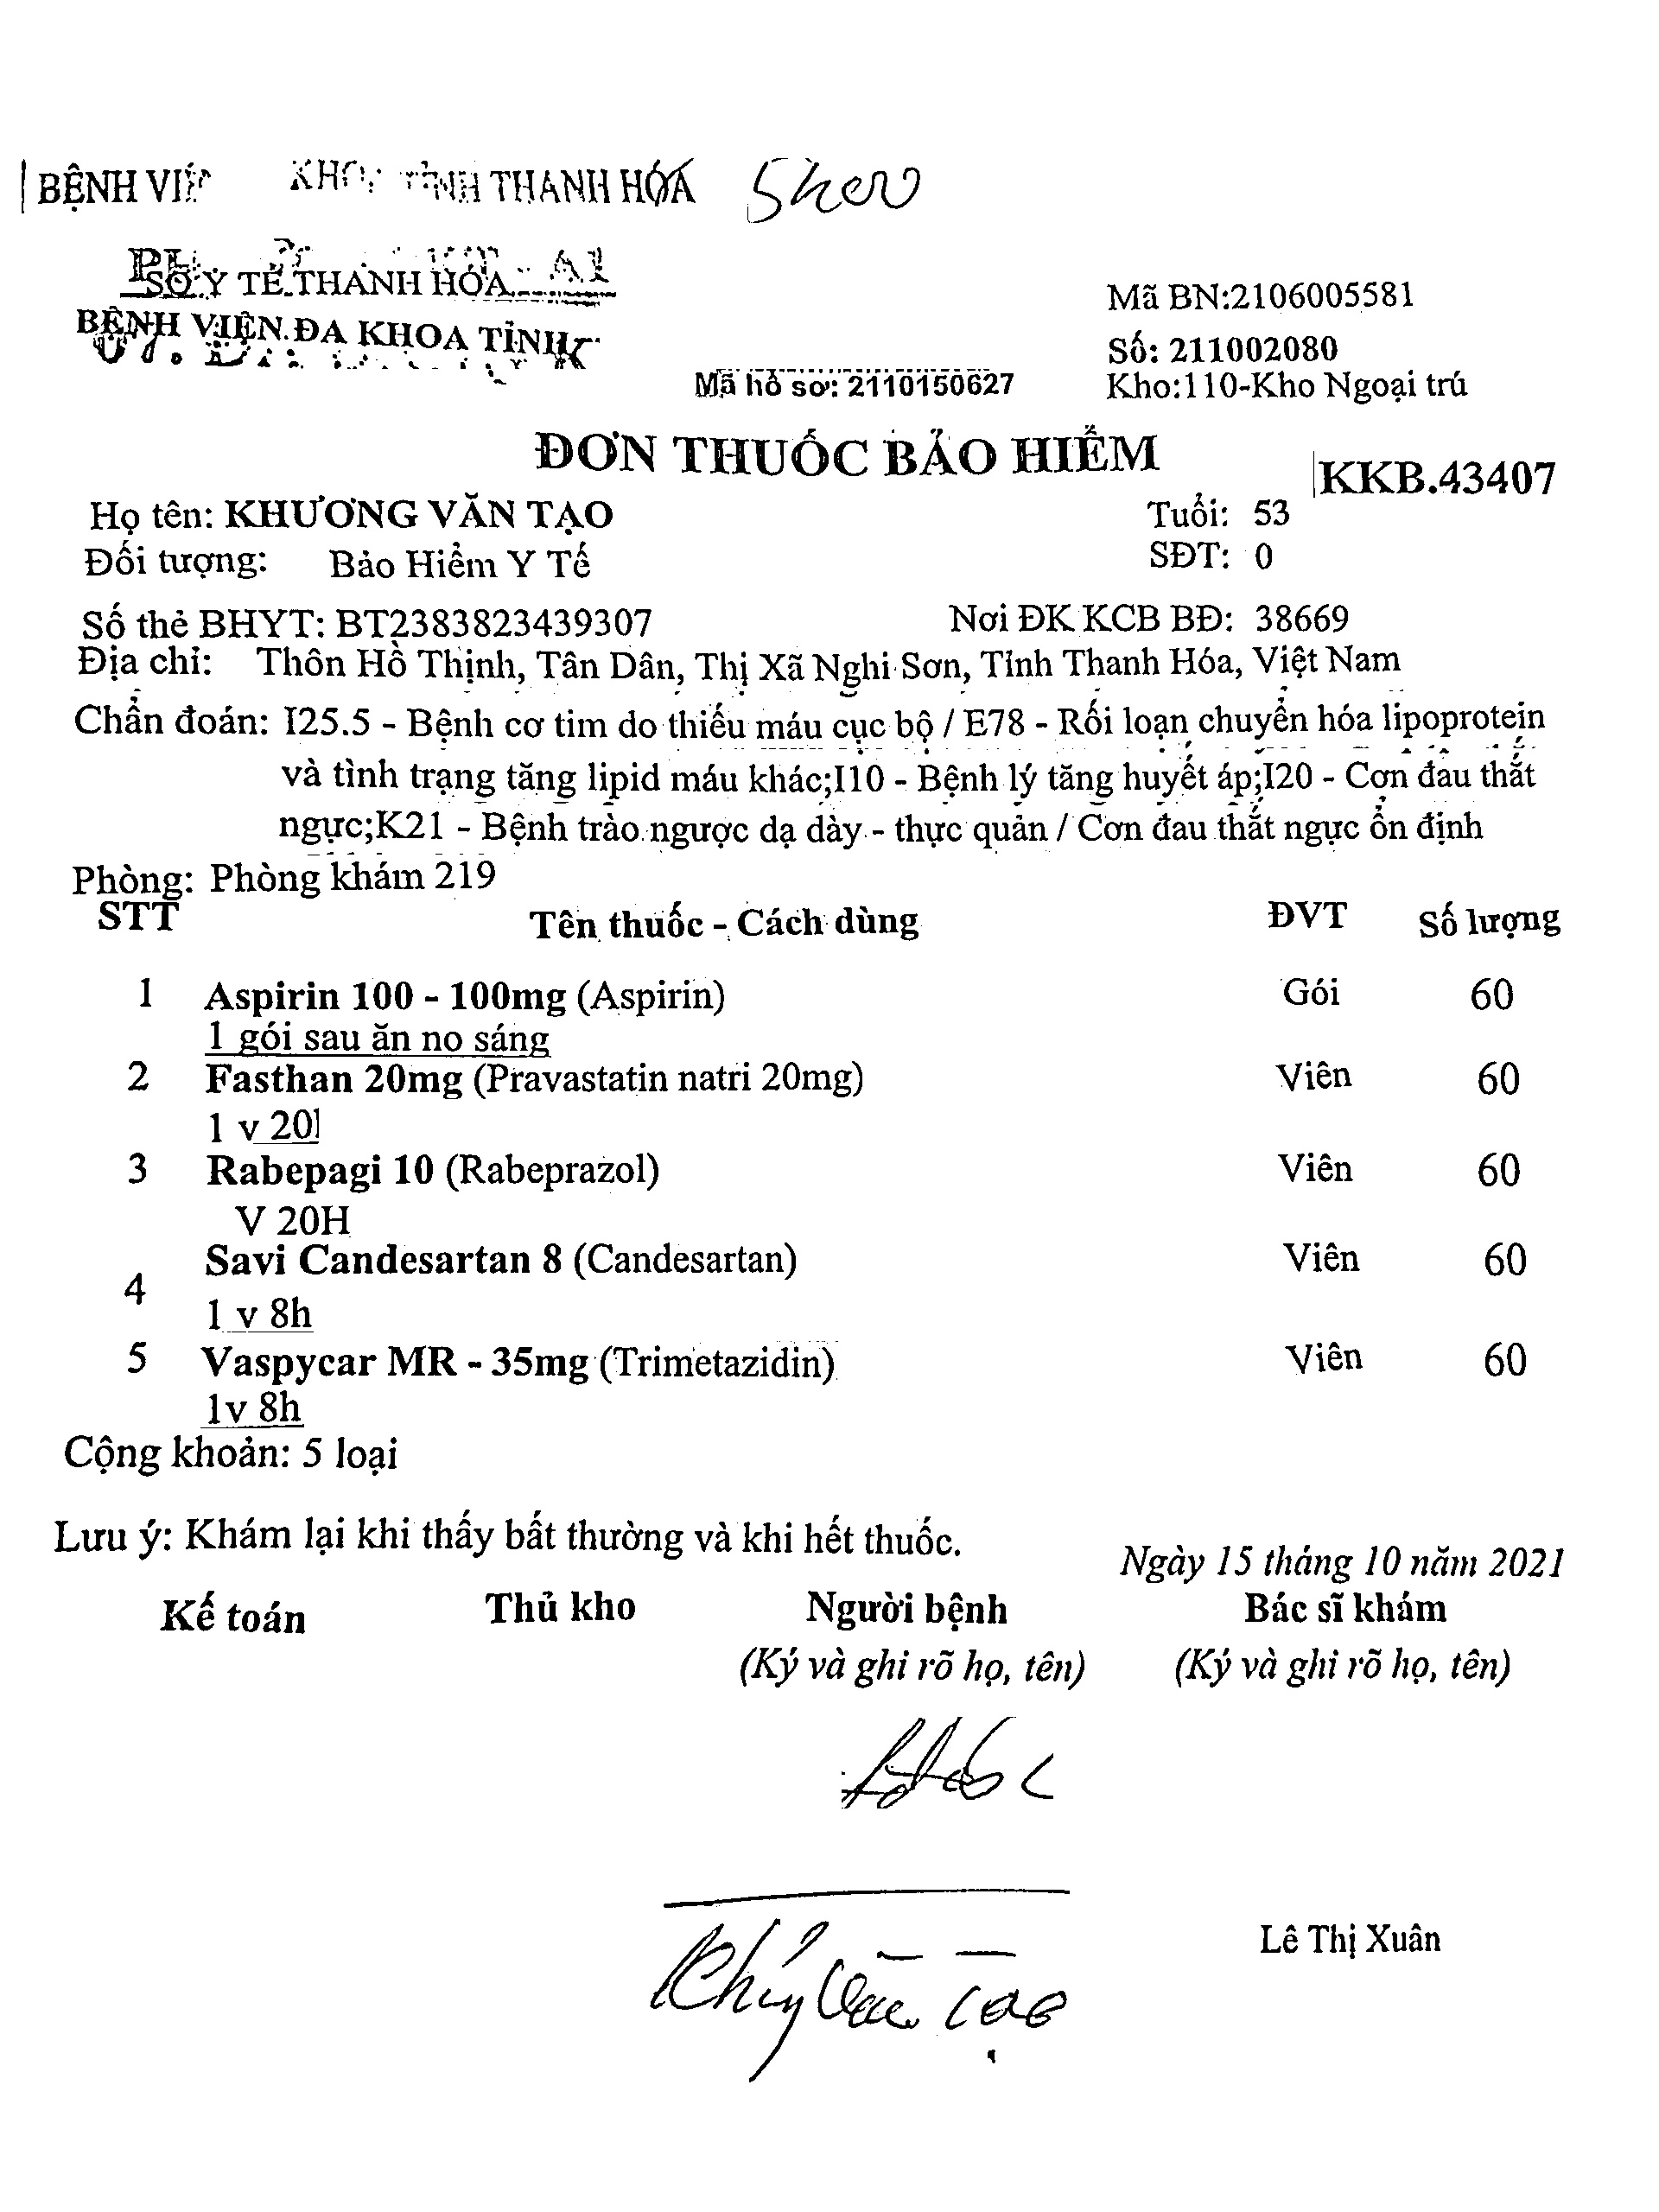 BỆNH VIỆ KHOA TỈNH THANH HÓA
SỞ Y TẾ THANH HÓA
BỆNH VIỆN ĐA KHOA TỈNH
Mã BN:2106005581
Số: 211002080
Mã hồ sơ: 2110150627
Kho:110-Kho Ngoại trú
ĐƠN THUỐC BẢO HIỂM
KKB.43407
Họ tên: KHƯƠNG VĂN TẠO Tuổi: 53
Đối tượng: Bảo Hiểm Y Tế SĐT: 0
Số thẻ BHYT: BT2383823439307 Nơi ĐK KCB BĐ: 38669
Địa chỉ: Thôn Hồ Thịnh, Tân Dân, Thị Xã Nghi Sơn, Tỉnh Thanh Hóa, Việt Nam
Chẩn đoán: I25.5 - Bệnh cơ tim do thiếu máu cục bộ / E78 - Rối loạn chuyển hóa lipoprotein
và tình trạng tăng lipid máu khác;I10 - Bệnh lý tăng huyết áp;I20 - Cơn đau thắt
ngực;K21 - Bệnh trào ngược dạ dày - thực quản / Cơn đau thắt ngực ổn định
Phòng: Phòng khám 219
STT Tên thuốc - Cách dùng ĐVT Số lượng
1 Aspirin 100 - 100mg (Aspirin) Gói 60
1 gói sau ăn no sáng
2 Fasthan 20mg (Pravastatin natri 20mg) Viên 60
1 v 20l
3 Rabepagi 10 (Rabeprazol) Viên 60
V 20H
4 Savi Candesartan 8 (Candesartan) Viên 60
1 v 8h
5 Vaspycar MR - 35mg (Trimetazidin) Viên 60
1v 8h
Cộng khoản: 5 loại
Lưu ý: Khám lại khi thấy bất thường và khi hết thuốc.
Ngày 15 tháng 10 năm 2021
Kế toán Thủ kho Người bệnh Bác sĩ khám
(Ký và ghi rõ họ, tên) (Ký và ghi rõ họ, tên)
Lê Thị Xuân
Văn Tạo